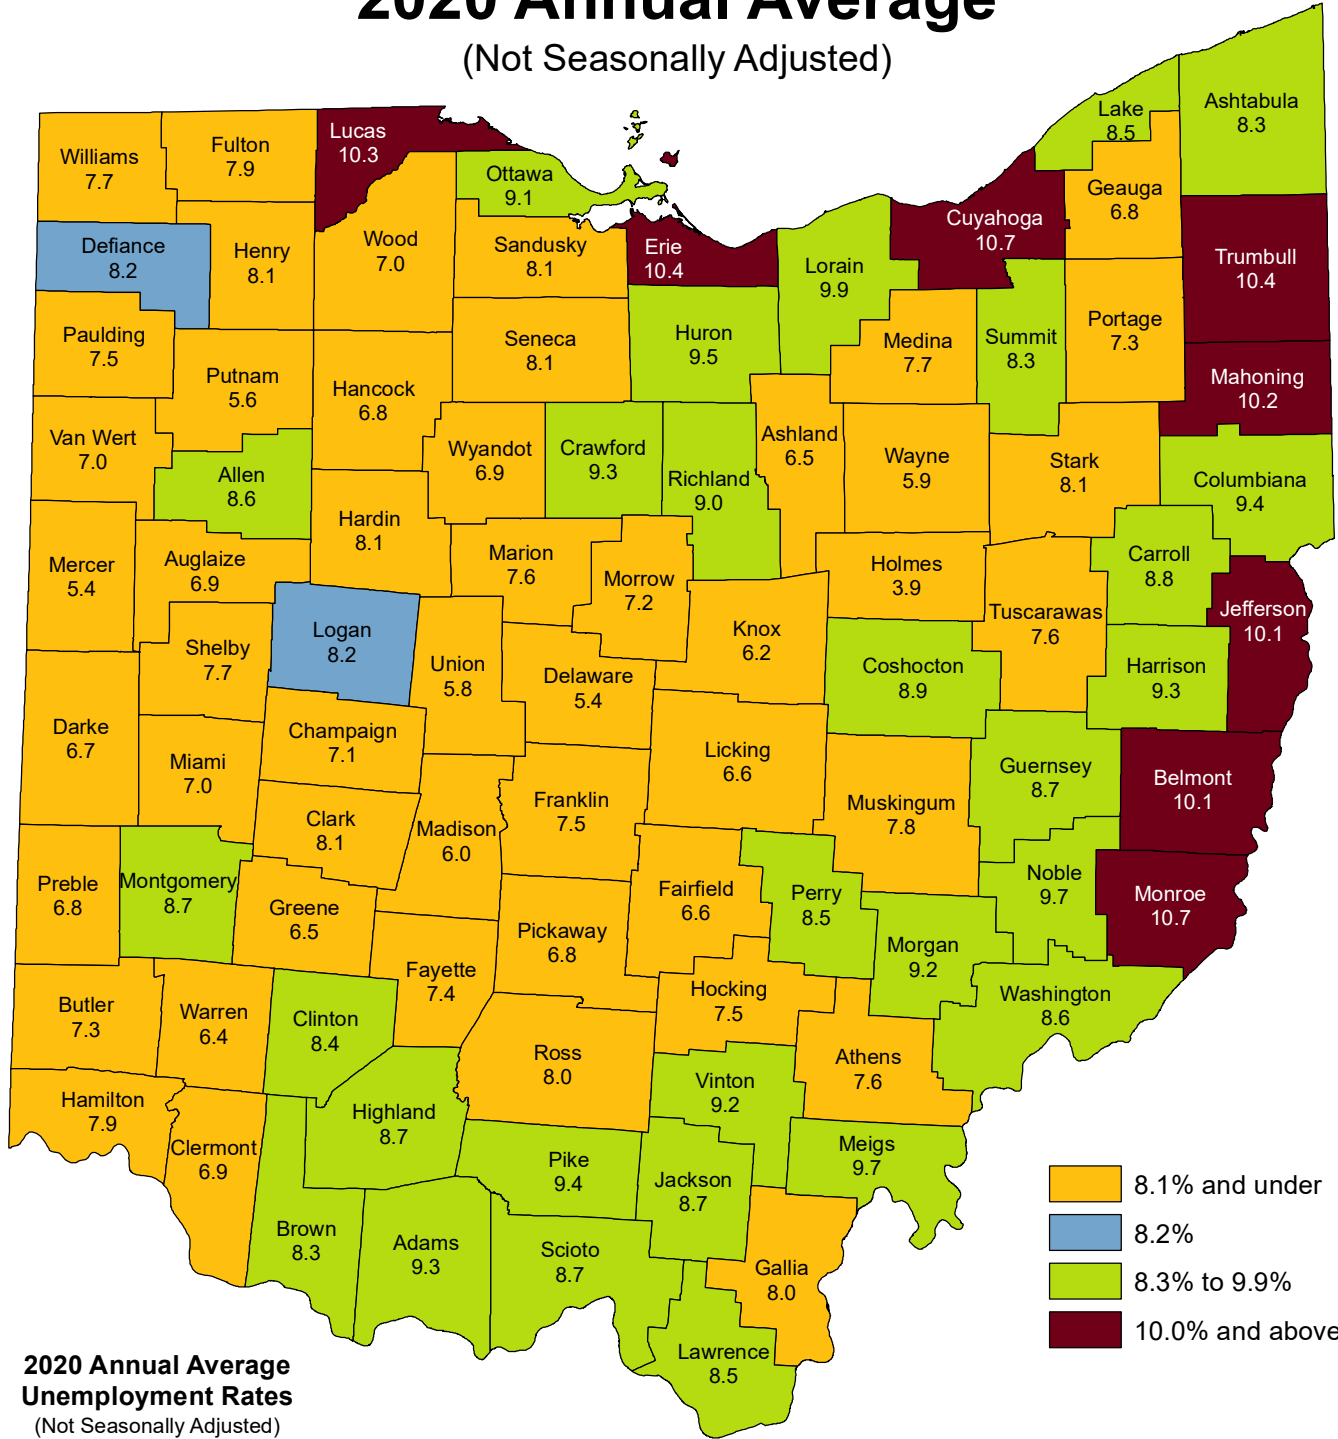 2020 Annual Average
(Not Seasonally Adjusted)
Lake
8.5
Ashtabula
8.3
Williams
7.7
Fulton
7.9
Lucas
10.3
Ottawa
9.1
Geauga
6.8
Cuyahoga
10.7
Defiance
8.2
Henry
8.1
Wood
7.0
Sandusky
8.1
Erie
10.4
Lorain
9.9
Trumbull
10.4
Paulding
7.5
Putnam
5.6
Hancock
6.8
Seneca
8.1
Huron
9.5
Medina
7.7
Summit
8.3
Portage
7.3
Mahoning
10.2
Van Wert
7.0
Allen
8.6
Wyandot
6.9
Crawford
9.3
Richland
9.0
Ashland
6.5
Wayne
5.9
Stark
8.1
Columbiana
9.4
Mercer
5.4
Auglaize
6.9
Hardin
8.1
Marion
7.6
Morrow
7.2
Holmes
3.9
Tuscarawas
7.6
Carroll
8.8
Jefferson
10.1
Shelby
7.7
Logan
8.2
Union
5.8
Delaware
5.4
Knox
6.2
Coshocton
8.9
Harrison
9.3
Darke
6.7
Miami
7.0
Champaign
7.1
Licking
6.6
Guernsey
8.7
Belmont
10.1
Clark
8.1
Madison
6.0
Franklin
7.5
Muskingum
7.8
Preble
6.8
Montgomery
8.7
Greene
6.5
Fairfield
6.6
Perry
8.5
Noble
9.7
Monroe
10.7
Fayette
7.4
Pickaway
6.8
Morgan
9.2
Hocking
7.5
Washington
8.6
Butler
7.3
Warren
6.4
Clinton
8.4
Ross
8.0
Athens
7.6
Vinton
9.2
Hamilton
7.9
Clermont
6.9
Highland
8.7
Pike
9.4
Jackson
8.7
Meigs
9.7
Brown
8.3
Adams
9.3
Scioto
8.7
Gallia
8.0
Lawrence
8.5
8.1% and under
8.2%
8.3% to 9.9%
10.0% and above
2020 Annual Average
Unemployment Rates
(Not Seasonally Adjusted)